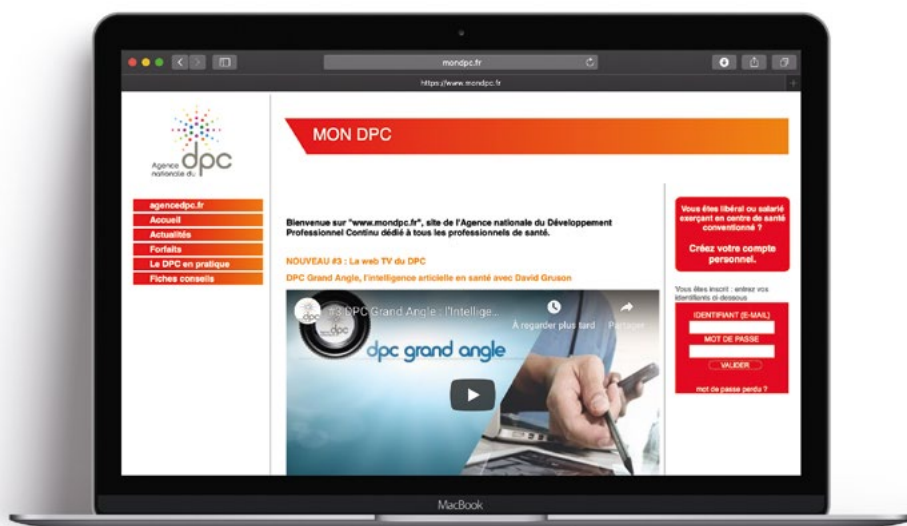 mondpc.fr
https://www.mondpc.fr
Agence
nationale du
dpc
MON DPC
agencedpc.fr
Accueil
Actualités
Forfaits
Le DPC en pratique
Fiches conseils
Bienvenue sur "www.mondpc.fr", site de l'Agence nationale du Développement
Professionnel Continu dédié à tous les professionnels de santé.
NOUVEAU #3 : La web TV du DPC
DPC Grand Angle, l'intelligence articielle en santé avec David Gruson
#3 DPC Grand Angle : l'Intellige...
À regarder plus tard
Partager
dpc
dpc grand angle
Vous êtes libéral ou salarié
exerçant en centre de santé
conventionné ?
Créez votre compte
personnel.
Vous êtes inscrit : entrez vos
identifiants ci-dessous
IDENTIFIANT (E-MAIL)
MOT DE PASSE
VALIDER
mot de passe perdu ?
MacBook